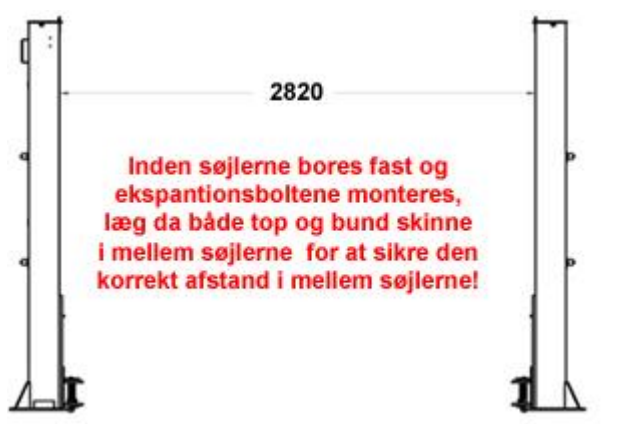 2820
Inden søjlerne bores fast og
ekspantionsboltene monteres,
læg da både top og bund skinne
i mellem søjlerne for at sikre den
korrekt afstand i mellem søjlerne!